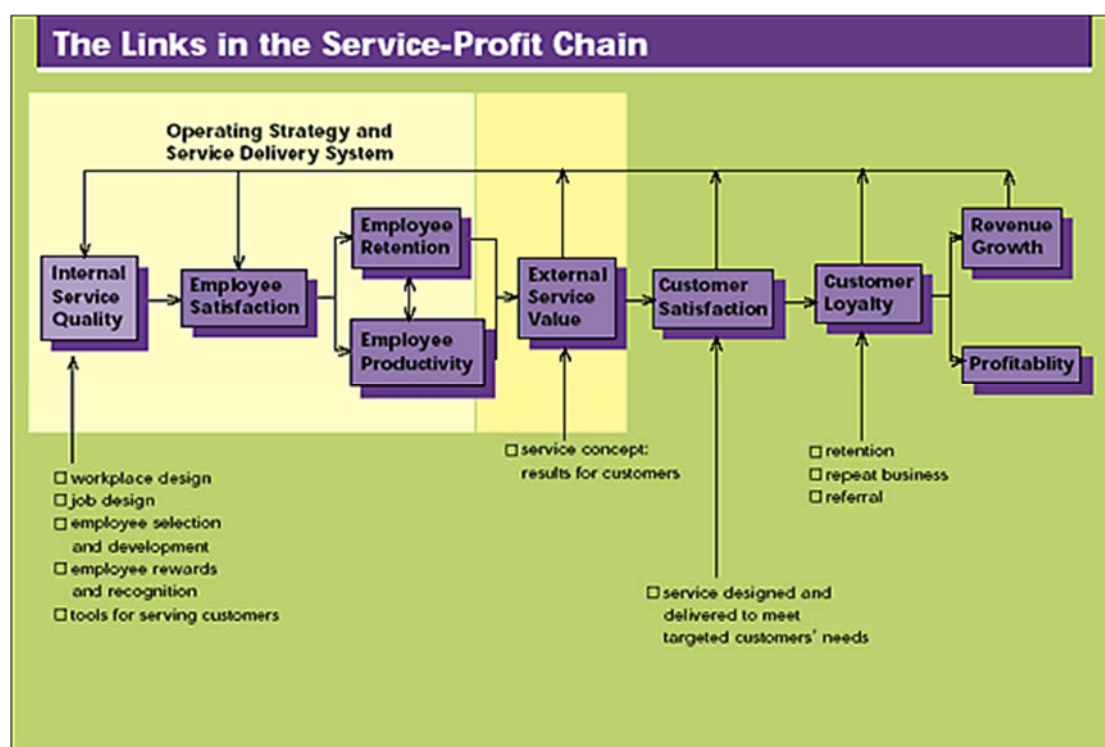 The Links in the Service-Profit Chain
Operating Strategy and
Service Delivery System
Internal
Service
Quality
Employee
Satisfaction
Employee
Retention
Employee
Productivity
External
Service
Value
Customer
Satisfaction
Customer
Loyalty
Revenue
Growth
Profitablity
workplace design
job design
employee selection
and development
employee rewards
and recognition
tools for serving customers
service concept:
results for customers
service designed and
delivered to meet
targeted customers' needs
retention
repeat business
referral